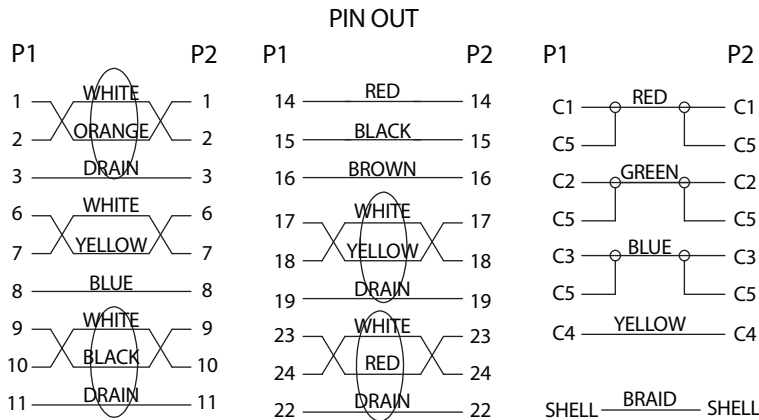 PIN OUT
P1 P2
1 WHITE 1
2 ORANGE 2
3 DRAIN 3
6 WHITE 6
7 YELLOW 7
8 BLUE 8
9 WHITE 9
10 BLACK 10
11 DRAIN 11
P1 P2
14 RED 14
15 BLACK 15
16 BROWN 16
17 WHITE 17
18 YELLOW 18
19 DRAIN 19
23 WHITE 23
24 RED 24
22 DRAIN 22
P1 P2
C1 RED C1
C5 C5
C2 GREEN C2
C5 C5
C3 BLUE C3
C5 C5
C4 YELLOW C4
SHELL BRAID SHELL